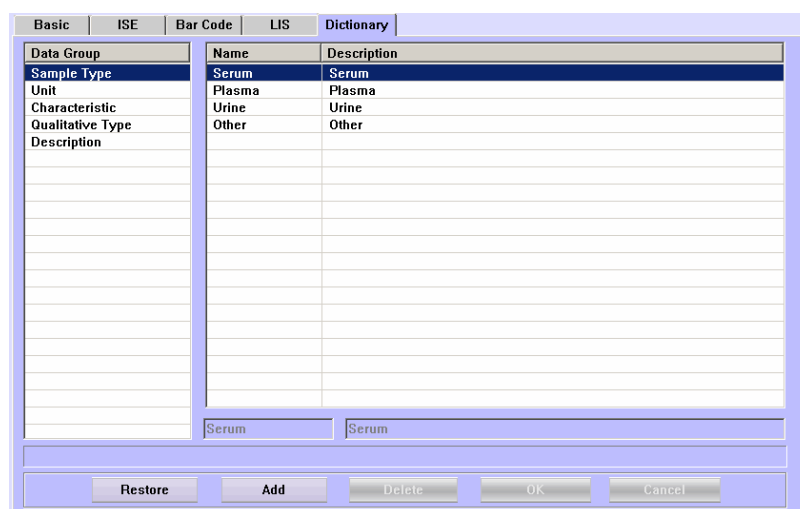 Basic ISE Bar Code LIS Dictionary
Data Group Name Description
Sample Type Serum Serum
Unit Plasma Plasma
Characteristic Urine Urine
Qualitative Type Other Other
Description
Serum Serum
Restore Add Delete OK Cancel